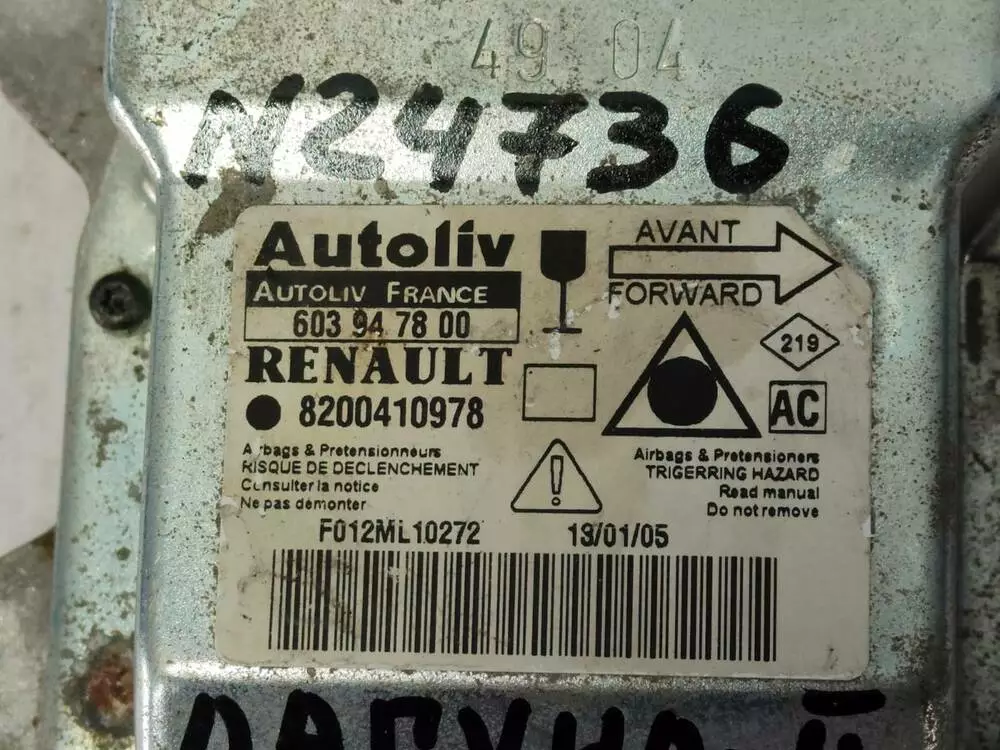 49 04
N24736
Autoliv
AUTOLIV FRANCE
603 94 78 00
RENAULT
8200410978
AVANT
FORWARD
219
AC
Airbags & Pretensionneurs
RISQUE DE DECLENCHEMENT
Consulter la notice
Ne pas démonter
Airbags & Pretensioners
TRIGERRING HAZARD
Read manual
Do not remove
F012ML10272 13/01/05
ЛАГУНА-II